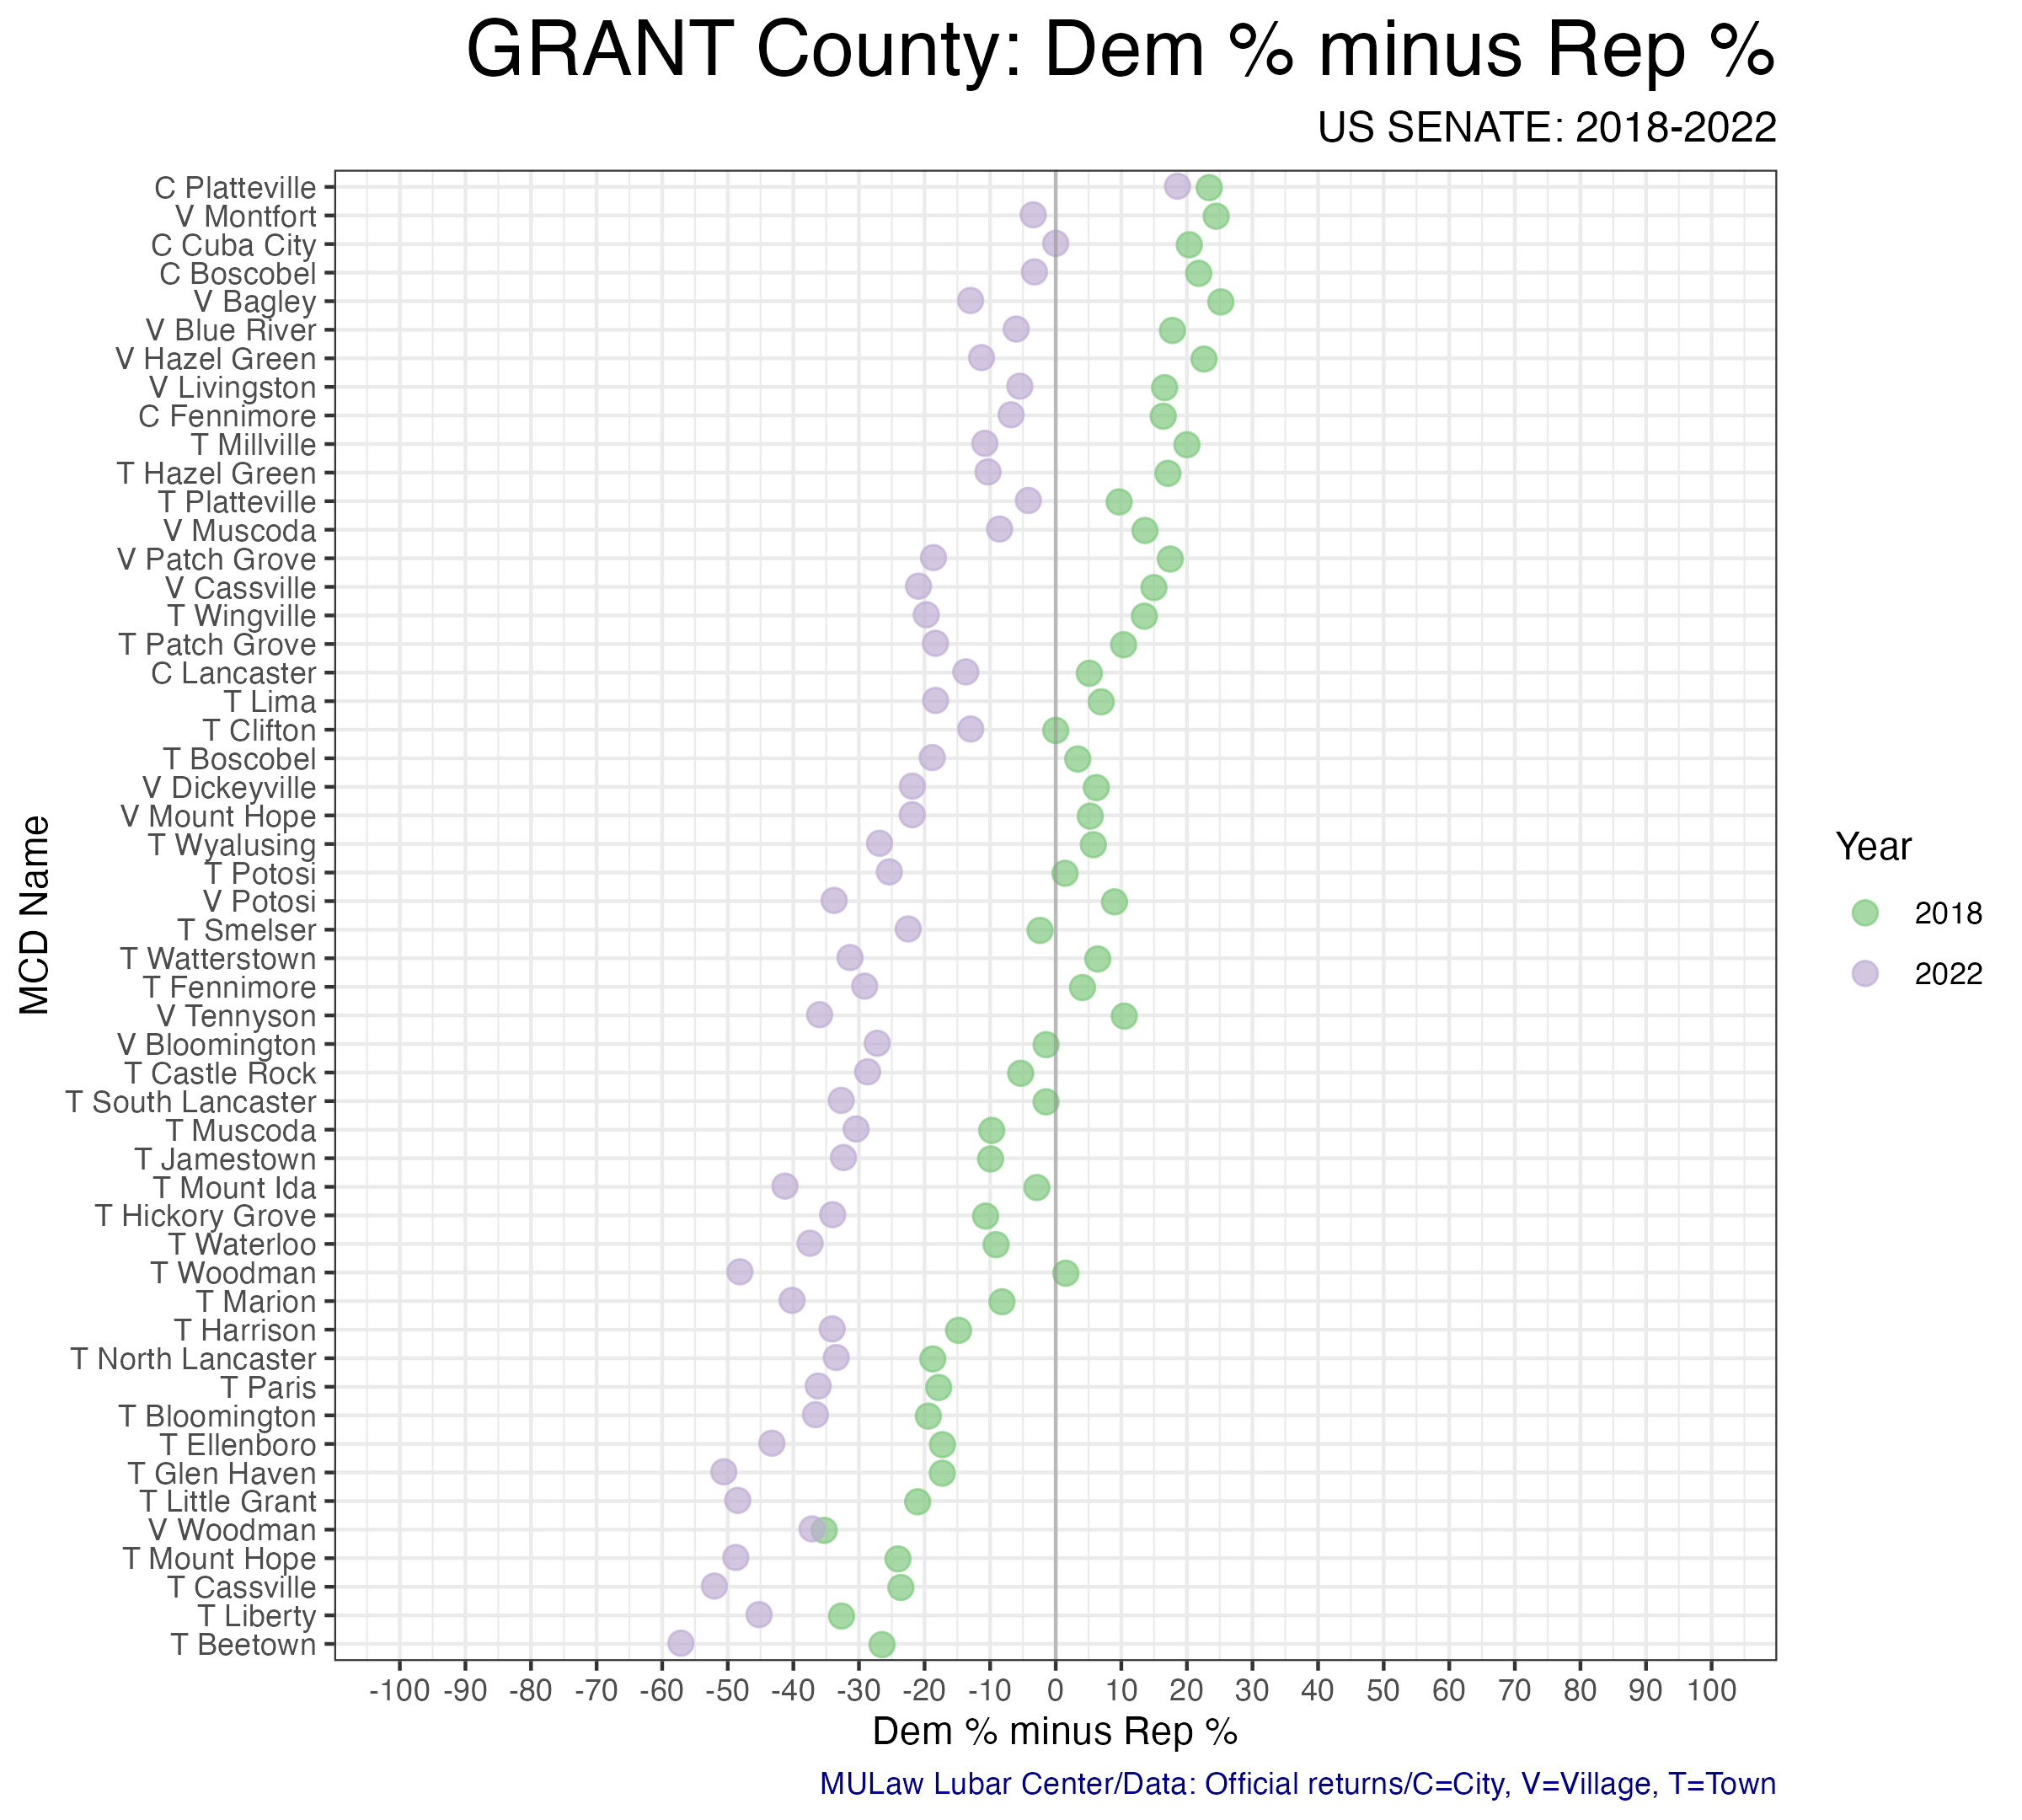 GRANT County: Dem % minus Rep %
US SENATE: 2018-2022
C Platteville
V Montfort
C Cuba City
C Boscobel
V Bagley
V Blue River
V Hazel Green
V Livingston
C Fennimore
T Millville
T Hazel Green
T Platteville
V Muscoda
V Patch Grove
V Cassville
T Wingville
T Patch Grove
C Lancaster
T Lima
T Clifton
T Boscobel
V Dickeyville
V Mount Hope
T Wyalusing
T Potosi
V Potosi
T Smelser
T Watterstown
T Fennimore
V Tennyson
V Bloomington
T Castle Rock
T South Lancaster
T Muscoda
T Jamestown
T Mount Ida
T Hickory Grove
T Waterloo
T Woodman
T Marion
T Harrison
T North Lancaster
T Paris
T Bloomington
T Ellenboro
T Glen Haven
T Little Grant
V Woodman
T Mount Hope
T Cassville
T Liberty
T Beetown
MCD Name
-100 -90 -80 -70 -60 -50 -40 -30 -20 -10 0 10 20 30 40 50 60 70 80 90 100
Dem % minus Rep %
Year
2018
2022
MULaw Lubar Center/Data: Official returns/C=City, V=Village, T=Town